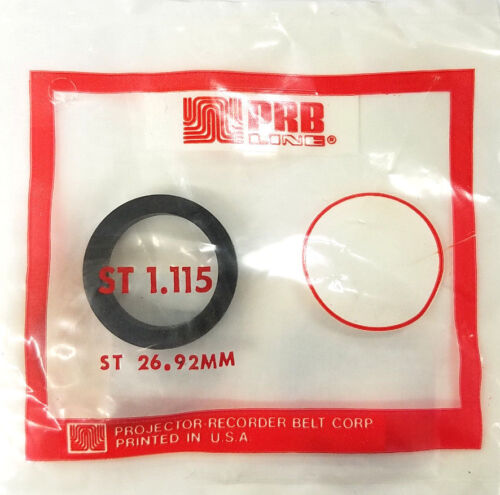 PRB
LINE®
ST 1.115
ST 26.92MM
PROJECTOR-RECORDER BELT CORP.
PRINTED IN U.S.A.